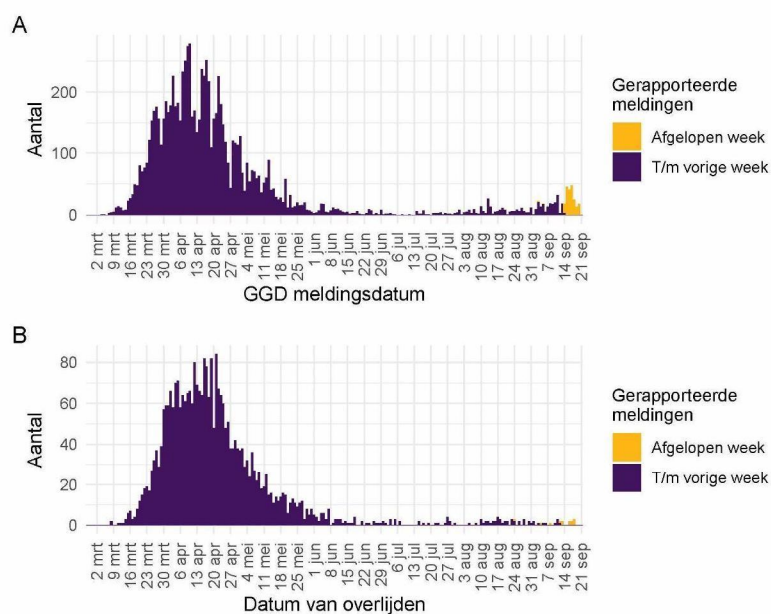 A
Aantal
200
100
0
2 mrt
9 mrt
16 mrt
23 mrt
30 mrt
6 apr
13 apr
20 apr
27 apr
4 mei
11 mei
18 mei
25 mei
1 jun
8 jun
15 jun
22 jun
29 jun
6 jul
13 jul
20 jul
27 jul
3 aug
10 aug
17 aug
24 aug
31 aug
7 sep
14 sep
21 sep
GGD meldingsdatum
Gerapporteerde
meldingen
Afgelopen week
T/m vorige week
B
Aantal
80
60
40
20
0
2 mrt
9 mrt
16 mrt
23 mrt
30 mrt
6 apr
13 apr
20 apr
27 apr
4 mei
11 mei
18 mei
25 mei
1 jun
8 jun
15 jun
22 jun
29 jun
6 jul
13 jul
20 jul
27 jul
3 aug
10 aug
17 aug
24 aug
31 aug
7 sep
14 sep
21 sep
Datum van overlijden
Gerapporteerde
meldingen
Afgelopen week
T/m vorige week